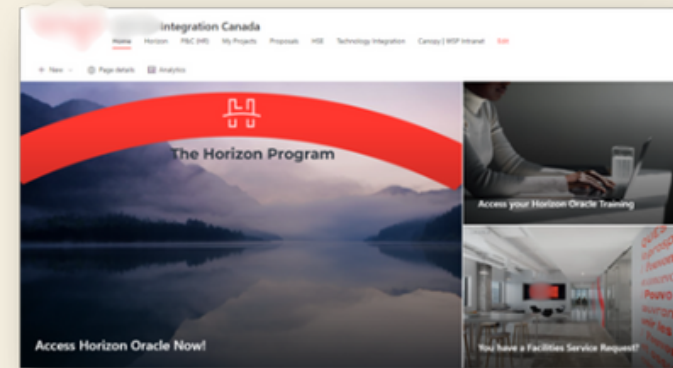 Integration Canada
Home Horizon P&C (HR) My Projects Proposals HSE Technology Integration Canopy | WSP Intranet Edit
+ New Page details Analytics
The Horizon Program
Access your Horizon Oracle Training
Access Horizon Oracle Now!
You have a Facilities Service Request?